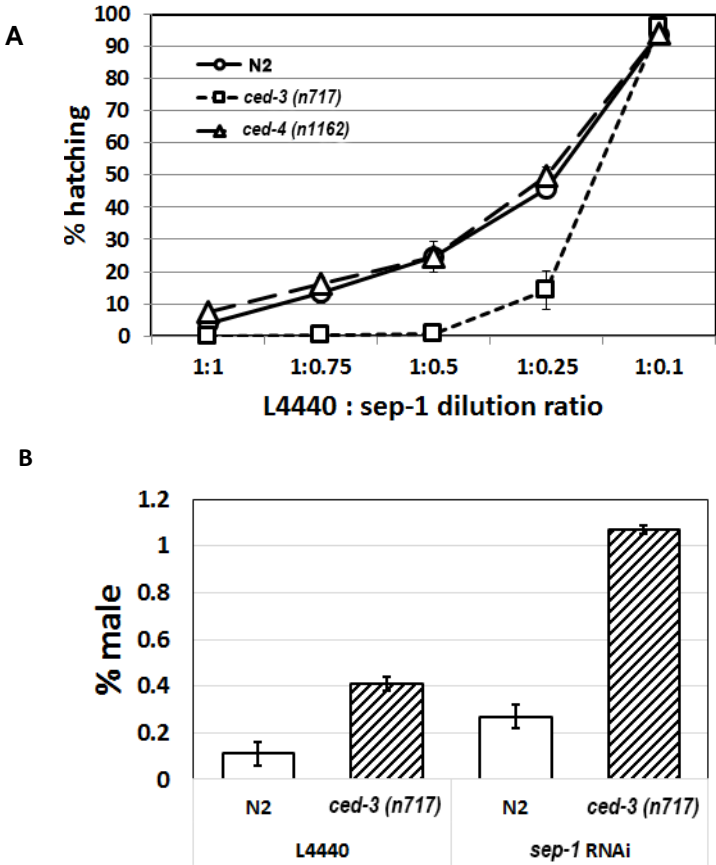 A
100
90
80
70
60
50
40
30
20
10
0
% hatching
N2
ced-3 (n717)
ced-4 (n1162)
1:1 1:0.75 1:0.5 1:0.25 1:0.1
L4440 : sep-1 dilution ratio
B
1.2
1
0.8
0.6
0.4
0.2
0
% male
N2 ced-3 (n717) N2 ced-3 (n717)
L4440 sep-1 RNAi